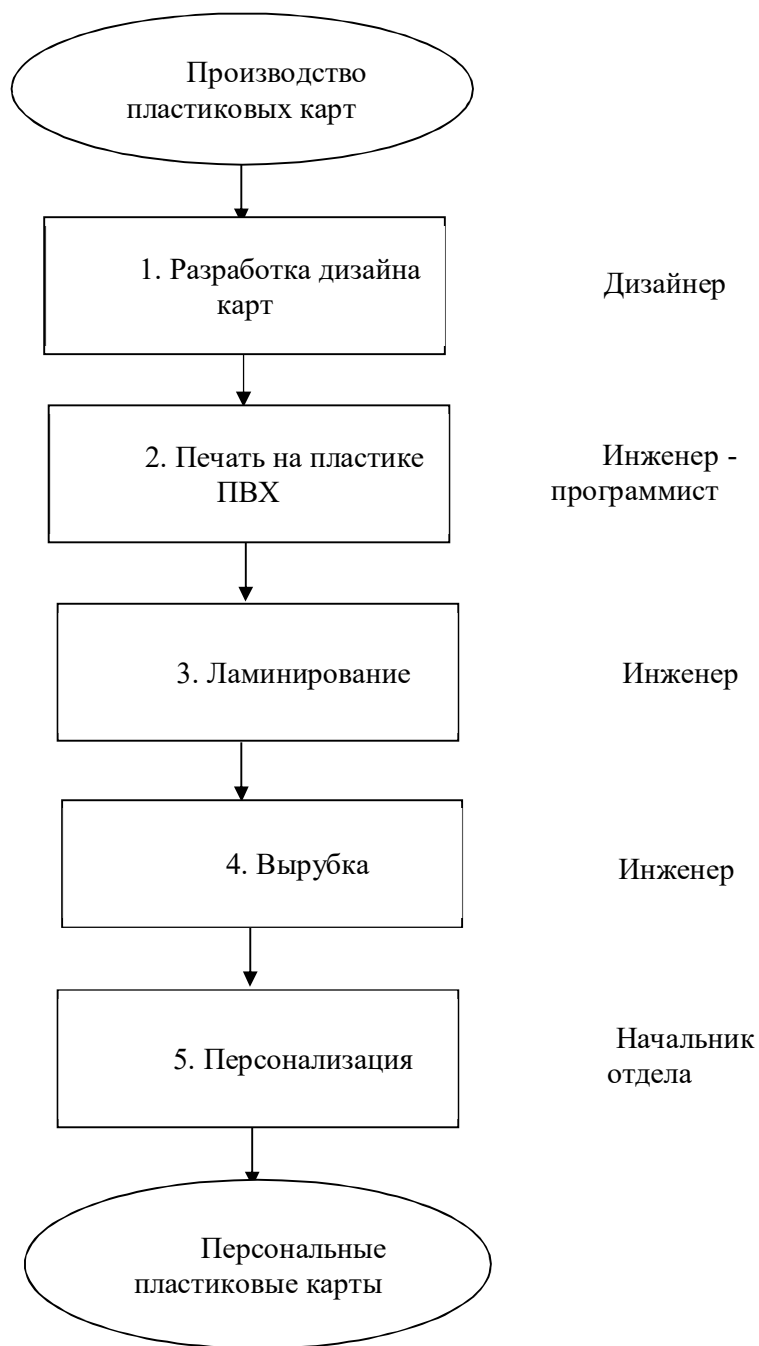 Производство
пластиковых карт
1. Разработка дизайна
карт
Дизайнер
2. Печать на пластике
ПВХ
Инженер -
программист
3. Ламинирование
Инженер
4. Вырубка
Инженер
5. Персонализация
Начальник
отдела
Персональные
пластиковые карты